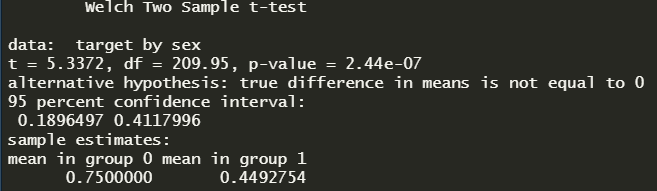 Welch Two Sample t-test
data:  target by sex
t = 5.3372, df = 209.95, p-value = 2.44e-07
alternative hypothesis: true difference in means is not equal to 0
95 percent confidence interval:
 0.1896497 0.4117996
sample estimates:
mean in group 0 mean in group 1
      0.7500000       0.4492754